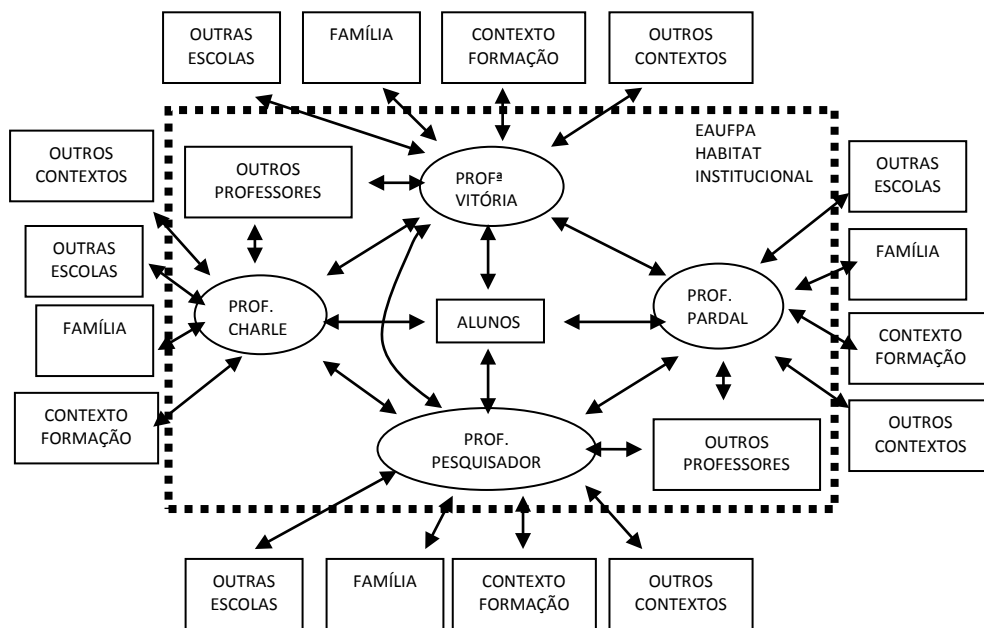 OUTRAS
ESCOLAS
FAMÍLIA
CONTEXTO
FORMAÇÃO
OUTROS
CONTEXTOS
EAUFPA
HABITAT
INSTITUCIONAL
OUTROS
CONTEXTOS
OUTROS
PROFESSORES
PROFª
VITÓRIA
OUTRAS
ESCOLAS
OUTRAS
ESCOLAS
FAMÍLIA
PROF.
CHARLE
ALUNOS
PROF.
PARDAL
FAMÍLIA
CONTEXTO
FORMAÇÃO
CONTEXTO
FORMAÇÃO
PROF.
PESQUISADOR
OUTROS
PROFESSORES
OUTROS
CONTEXTOS
OUTRAS
ESCOLAS
FAMÍLIA
CONTEXTO
FORMAÇÃO
OUTROS
CONTEXTOS